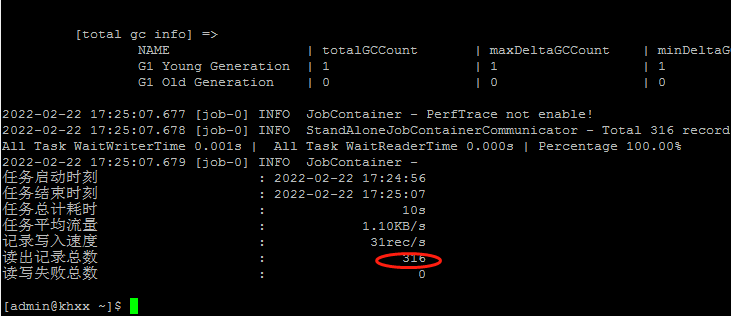 [total gc info] =>
NAME | totalGCCount | maxDeltaGCCount | minDeltaG
G1 Young Generation | 1 | 1 | 1
G1 Old Generation | 0 | 0 | 0
2022-02-22 17:25:07.677 [job-0] INFO JobContainer - PerfTrace not enable!
2022-02-22 17:25:07.678 [job-0] INFO StandAloneJobContainerCommunicator - Total 316 record
All Task WaitWriterTime 0.001s | All Task WaitReaderTime 0.000s | Percentage 100.00%
2022-02-22 17:25:07.679 [job-0] INFO JobContainer -
任务启动时刻 : 2022-02-22 17:24:56
任务结束时刻 : 2022-02-22 17:25:07
任务总计耗时 : 10s
任务平均流量 : 1.10KB/s
记录写入速度 : 31rec/s
读出记录总数 : 316
读写失败总数 : 0
[admin@khxx ~]$